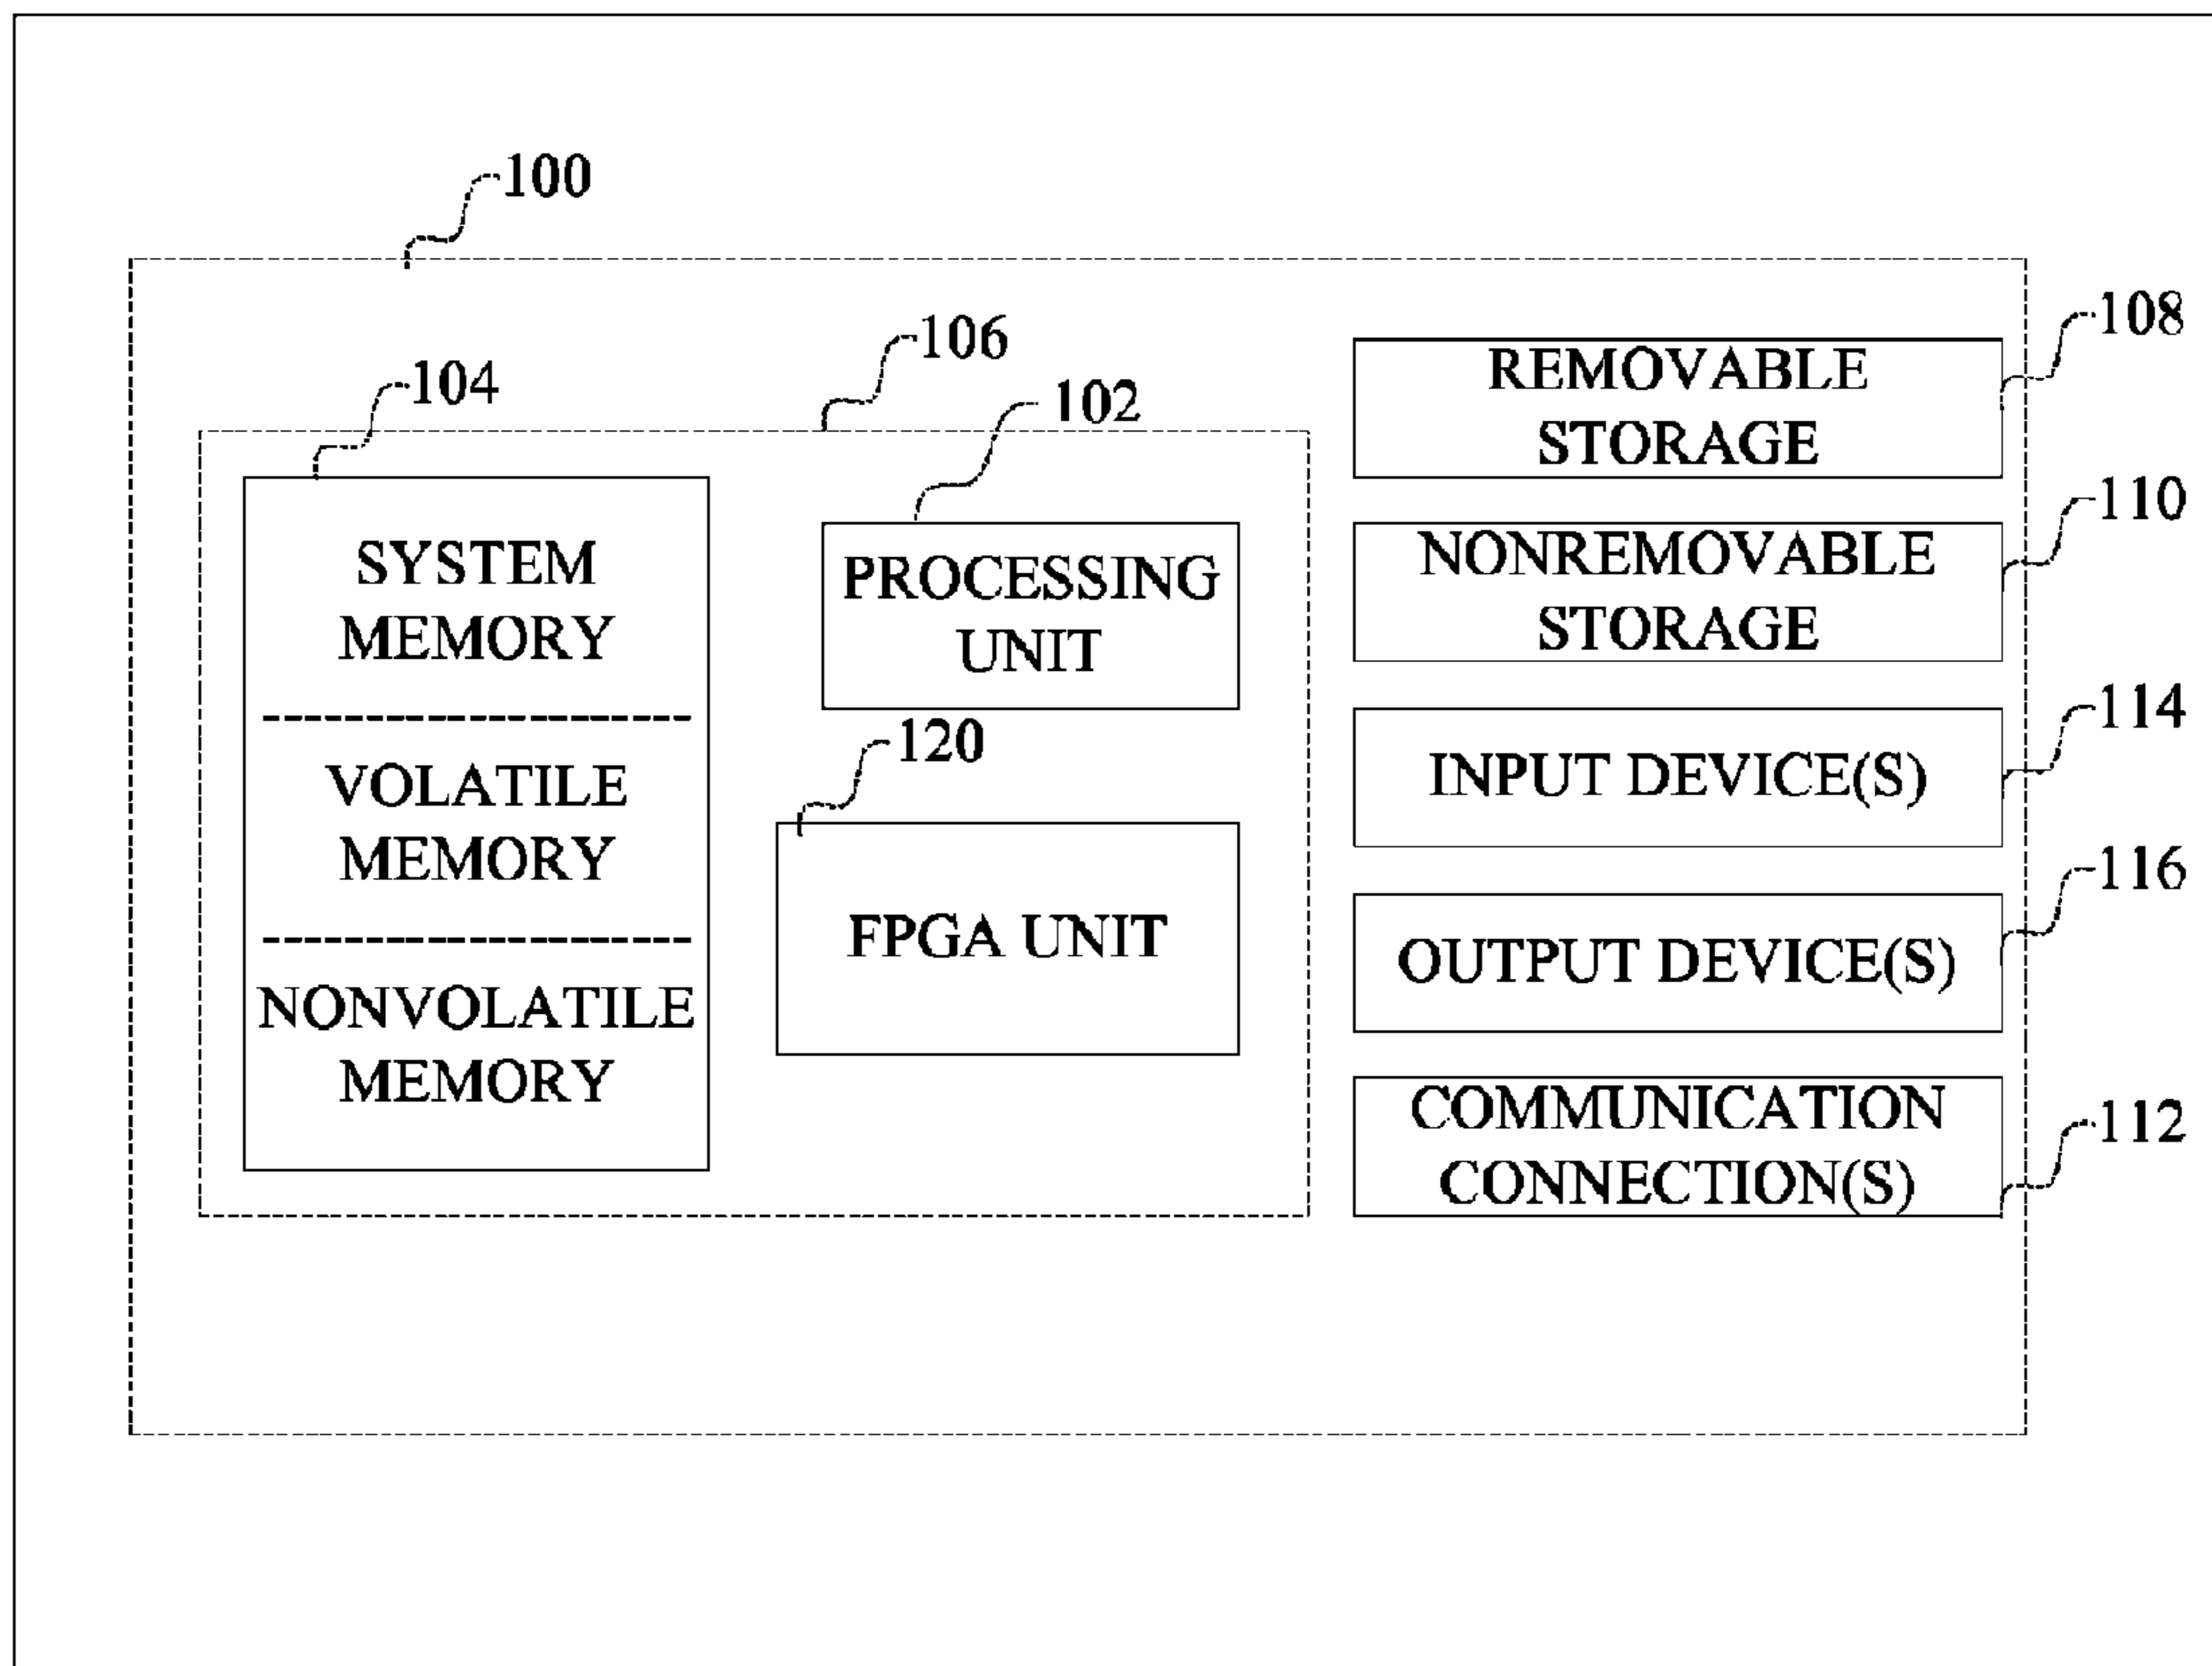 100
106
104
102
SYSTEM
MEMORY
VOLATILE
MEMORY
NONVOLATILE
MEMORY
PROCESSING
UNIT
120
FPGA UNIT
108
REMOVABLE
STORAGE
110
NONREMOVABLE
STORAGE
114
INPUT DEVICE(S)
116
OUTPUT DEVICE(S)
COMMUNICATION
CONNECTION(S)
112